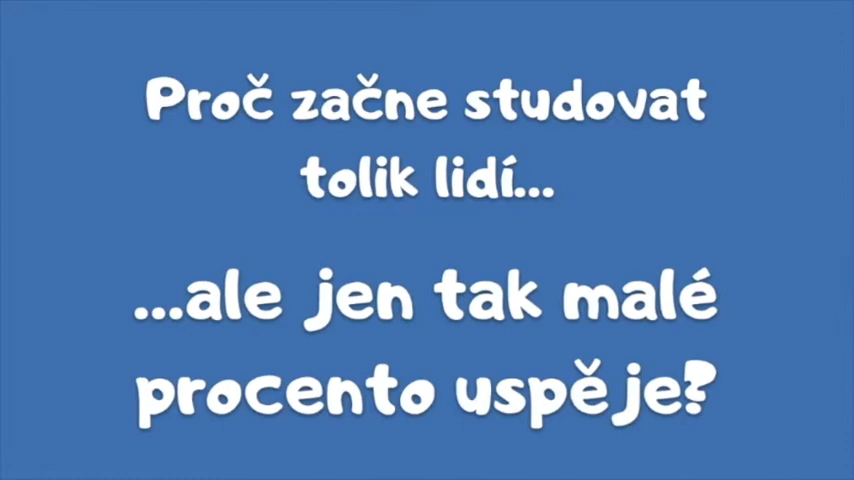 Proč začne studovat
tolik lidí...
...ale jen tak malé
procento uspěje?